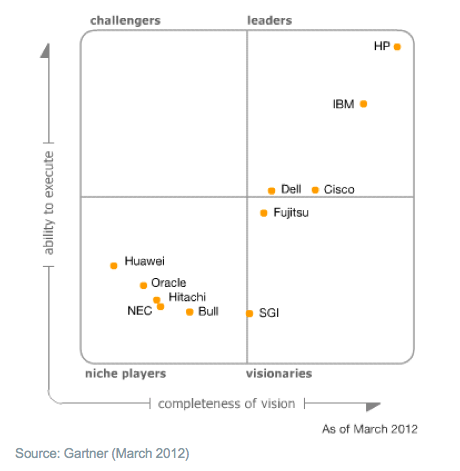 challengers
leaders
HP
IBM
Dell
Cisco
Fujitsu
Huawei
Oracle
Hitachi
NEC
Bull
SGI
niche players
visionaries
ability to execute
completeness of vision
As of March 2012
Source: Gartner (March 2012)